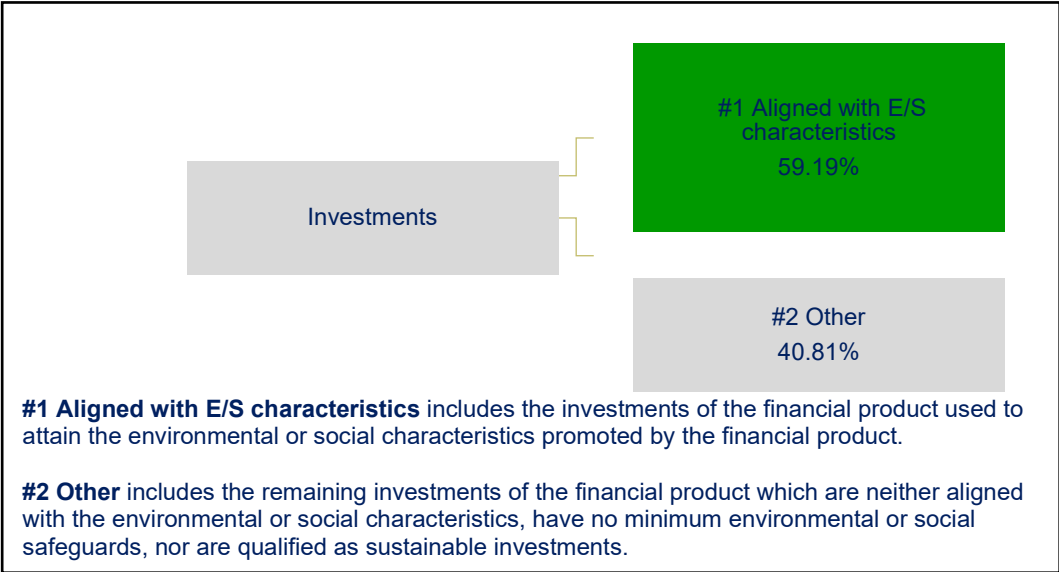 #1 Aligned with E/S
characteristics
59.19%
Investments
#2 Other
40.81%
#1 Aligned with E/S characteristics includes the investments of the financial product used to
attain the environmental or social characteristics promoted by the financial product.
#2 Other includes the remaining investments of the financial product which are neither aligned
with the environmental or social characteristics, have no minimum environmental or social
safeguards, nor are qualified as sustainable investments.